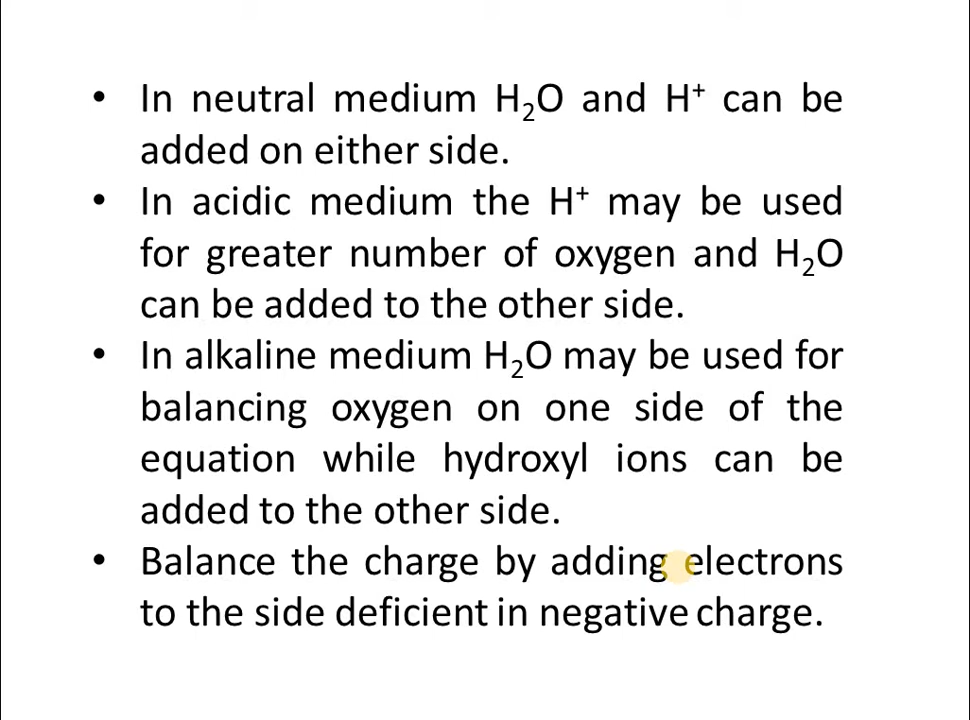 • In neutral medium H₂O and H⁺ can be
added on either side.
• In acidic medium the H⁺ may be used
for greater number of oxygen and H₂O
can be added to the other side.
• In alkaline medium H₂O may be used for
balancing oxygen on one side of the
equation while hydroxyl ions can be
added to the other side.
• Balance the charge by adding electrons
to the side deficient in negative charge.